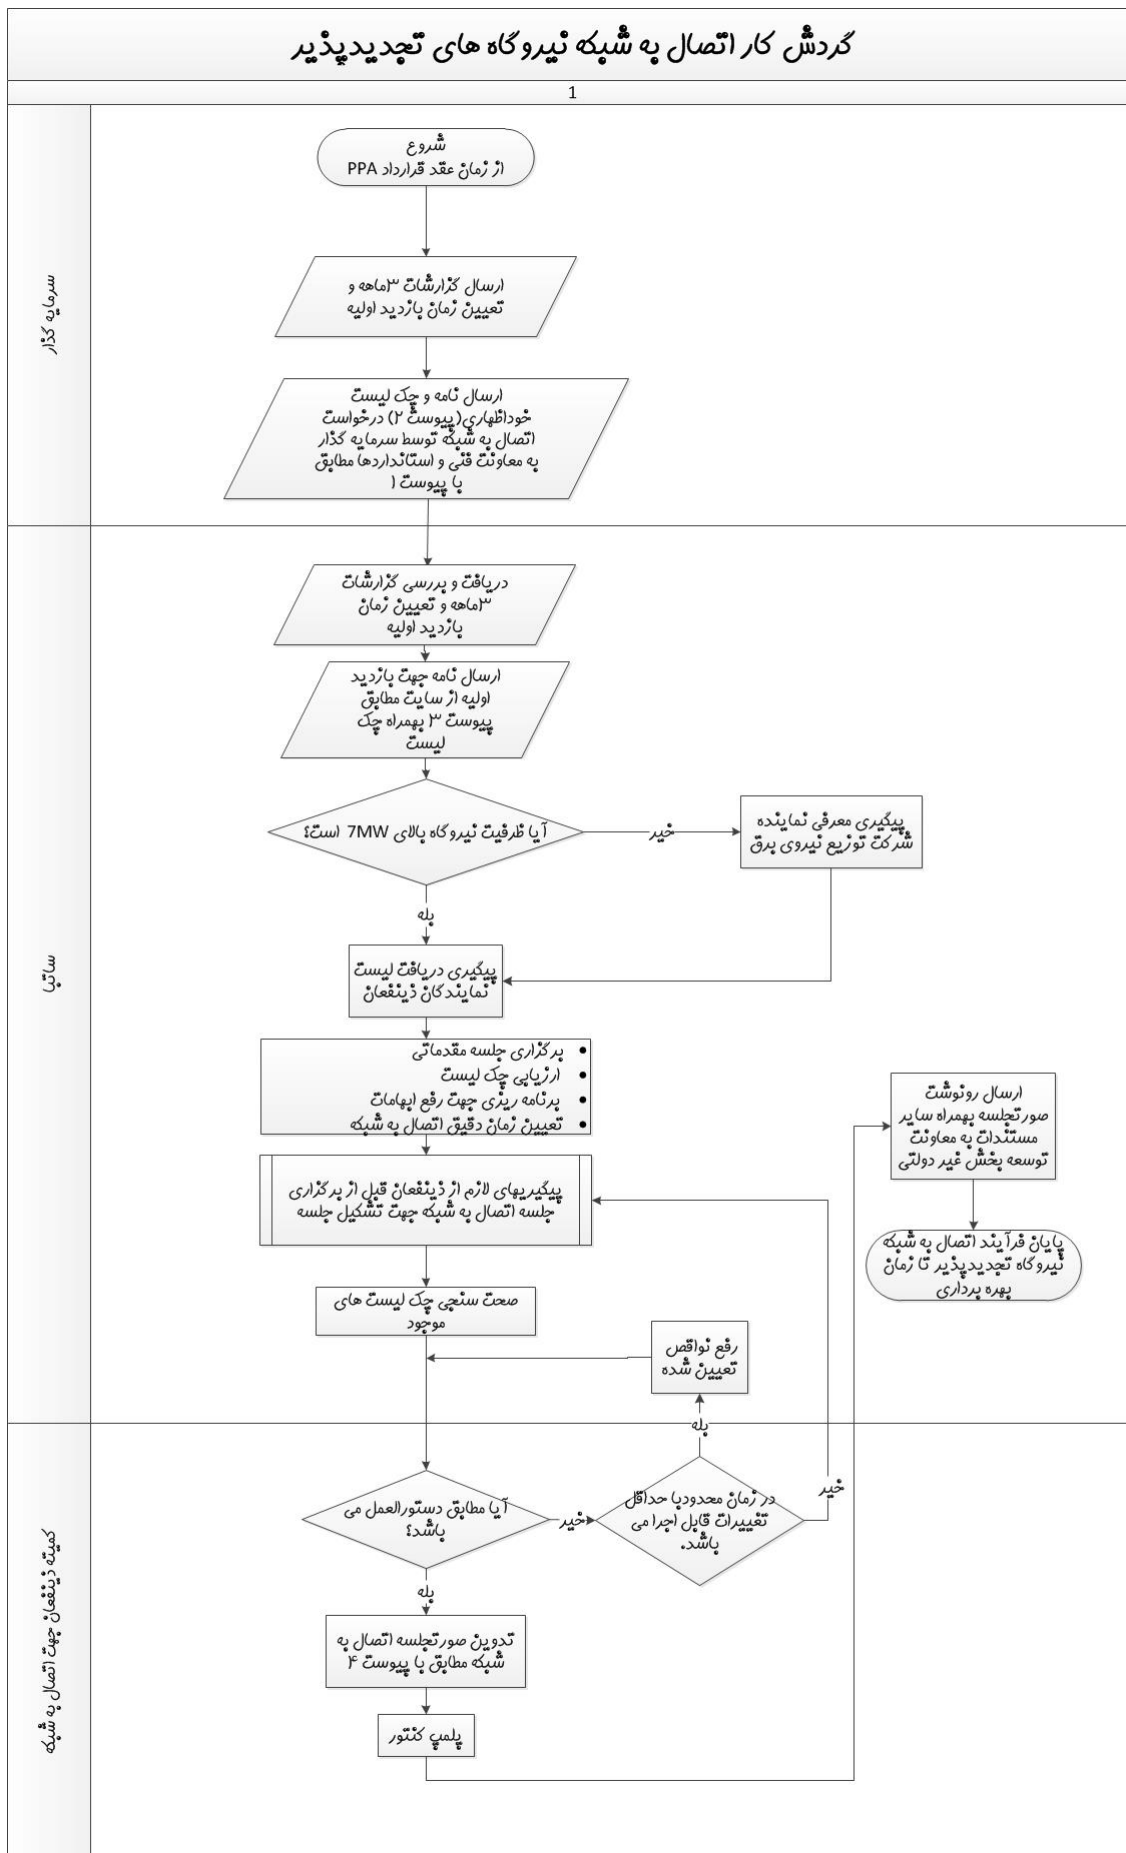 گردش کار اتصال به شبکه نیروگاه های تجدیدپذیر
1
سرمایه گذار
شروع
از زمان عقد قرارداد PPA
ارسال گزارشات ۳ماهه و
تعیین زمان بازدید اولیه
ارسال نامه و چک لیست
خوداظهاری(پیوست ۲) درخواست
اتصال به شبکه توسط سرمایه گذار
به معاونت فنی و استانداردها مطابق
با پیوست ۱
ساتبا
دریافت و بررسی گزارشات
۳ماهه و تعیین زمان
بازدید اولیه
ارسال نامه جهت بازدید
اولیه از سایت مطابق
پیوست ۳ بهمراه چک
لیست
آیا ظرفیت نیروگاه بالای 7MW است؟
خیر
پیگیری معرفی نماینده
شرکت توزیع نیروی برق
بله
پیگیری دریافت لیست
نمایندگان ذینفعان
• برگزاری جلسه مقدماتی
• ارزیابی چک لیست
• برنامه ریزی جهت رفع ابهامات
• تعیین زمان دقیق اتصال به شبکه
پیگیریهای لازم از ذینفعان قبل از برگزاری
جلسه اتصال به شبکه جهت تشکیل جلسه
صحت سنجی چک لیست های
موجود
رفع نواقص
تعیین شده
ارسال رونوشت
صورتجلسه بهمراه سایر
مستندات به معاونت
توسعه بخش غیر دولتی
پایان فرآیند اتصال به شبکه
نیروگاه تجدیدپذیر تا زمان
بهره برداری
کمیته ذینفعان جهت اتصال به شبکه
آیا مطابق دستورالعمل می
باشد؟
خیر
در زمان محدودبا حداقل
تغییرات قابل اجرا می
باشد.
بله
خیر
بله
تدوین صورتجلسه اتصال به
شبکه مطابق با پیوست ۴
پلمپ کنتور